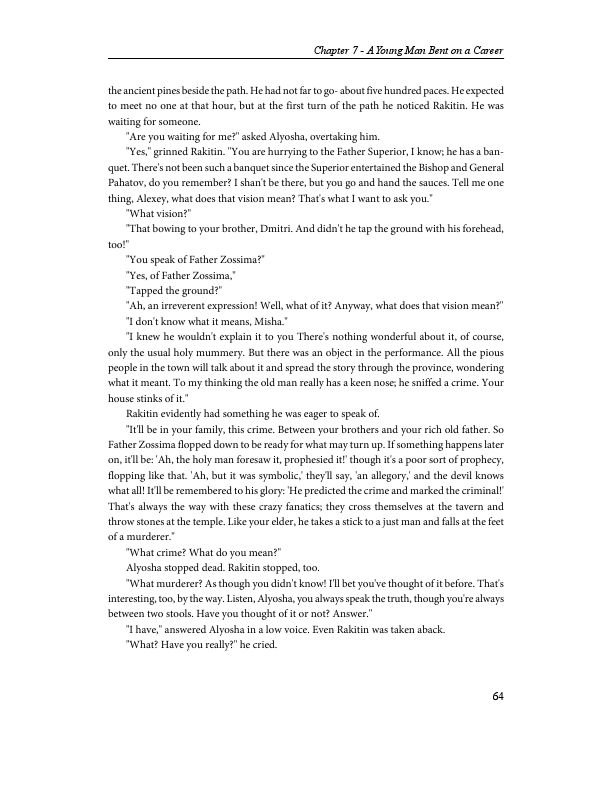 Chapter 7 - A Young Man Bent on a Career
the ancient pines beside the path. He had not far to go- about five hundred paces. He expected
to meet no one at that hour, but at the first turn of the path he noticed Rakitin. He was
waiting for someone.
"Are you waiting for me?" asked Alyosha, overtaking him.
"Yes," grinned Rakitin. "You are hurrying to the Father Superior, I know; he has a ban-
quet. There's not been such a banquet since the Superior entertained the Bishop and General
Pahatov, do you remember? I shan't be there, but you go and hand the sauces. Tell me one
thing, Alexey, what does that vision mean? That's what I want to ask you."
"What vision?"
"That bowing to your brother, Dmitri. And didn't he tap the ground with his forehead,
too!"
"You speak of Father Zossima?"
"Yes, of Father Zossima,"
"Tapped the ground?"
"Ah, an irreverent expression! Well, what of it? Anyway, what does that vision mean?"
"I don't know what it means, Misha."
"I knew he wouldn't explain it to you There's nothing wonderful about it, of course,
only the usual holy mummery. But there was an object in the performance. All the pious
people in the town will talk about it and spread the story through the province, wondering
what it meant. To my thinking the old man really has a keen nose; he sniffed a crime. Your
house stinks of it."
Rakitin evidently had something he was eager to speak of.
"It'll be in your family, this crime. Between your brothers and your rich old father. So
Father Zossima flopped down to be ready for what may turn up. If something happens later
on, it'll be: 'Ah, the holy man foresaw it, prophesied it!' though it's a poor sort of prophecy,
flopping like that. 'Ah, but it was symbolic,' they'll say, 'an allegory,' and the devil knows
what all! It'll be remembered to his glory: 'He predicted the crime and marked the criminal!'
That's always the way with these crazy fanatics; they cross themselves at the tavern and
throw stones at the temple. Like your elder, he takes a stick to a just man and falls at the feet
of a murderer."
"What crime? What do you mean?"
Alyosha stopped dead. Rakitin stopped, too.
"What murderer? As though you didn't know! I'll bet you've thought of it before. That's
interesting, too, by the way. Listen, Alyosha, you always speak the truth, though you're always
between two stools. Have you thought of it or not? Answer."
"I have," answered Alyosha in a low voice. Even Rakitin was taken aback.
"What? Have you really?" he cried.
64